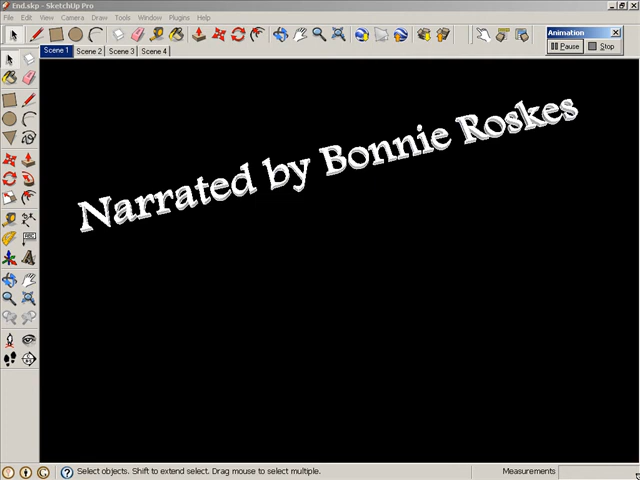 End.skp - SketchUp Pro
File Edit View Camera Draw Tools Window Plugins Help
Animation
Pause Stop
Scene 1 Scene 2 Scene 3 Scene 4
Narrated by Bonnie Roskes
ABC
Select objects. Shift to extend select. Drag mouse to select multiple.
Measurements